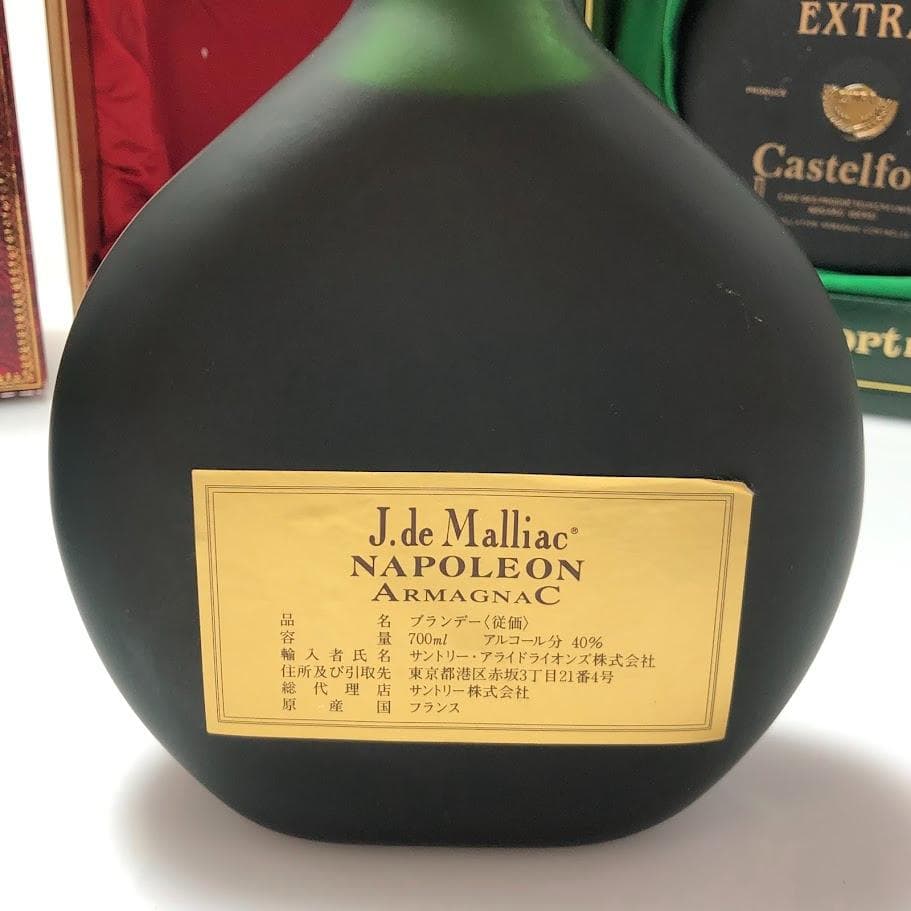 EXTRA
PRODUCT
Castelfo
ortr
J.de Malliac®
NAPOLEON
ARMAGNAC
品名 ブランデー〈従価〉
容量 700ml アルコール分 40%
輸入者氏名 サントリー・アライドライオンズ株式会社
住所及び引取先 東京都港区赤坂3丁目21番4号
総代理店 サントリー株式会社
原産国 フランス